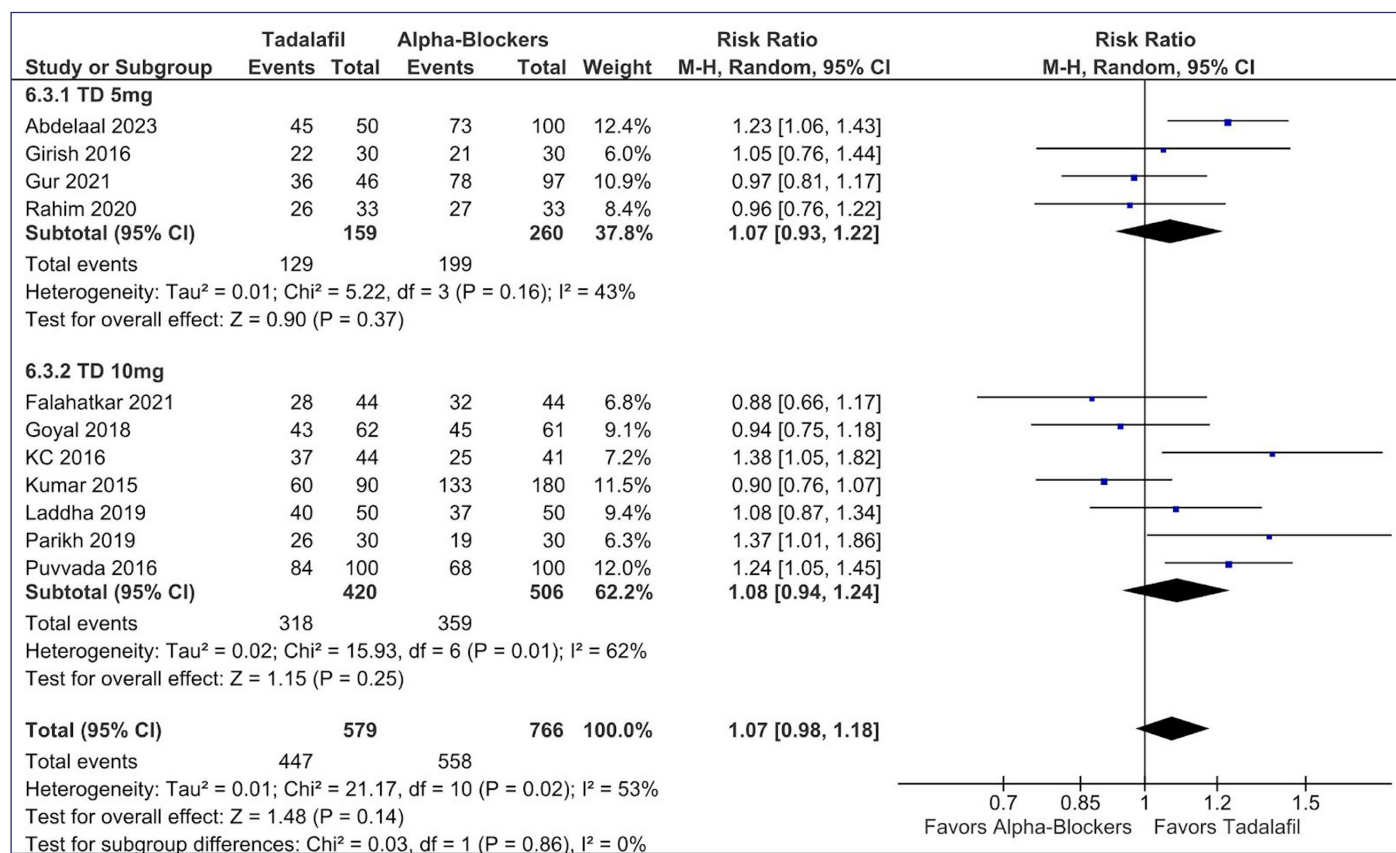 Tadalafil Alpha-Blockers Risk Ratio Risk Ratio
Study or Subgroup Events Total Events Total Weight M-H, Random, 95% CI M-H, Random, 95% CI
6.3.1 TD 5mg
Abdelaal 2023 45 50 73 100 12.4% 1.23 [1.06, 1.43]
Girish 2016 22 30 21 30 6.0% 1.05 [0.76, 1.44]
Gur 2021 36 46 78 97 10.9% 0.97 [0.81, 1.17]
Rahim 2020 26 33 27 33 8.4% 0.96 [0.76, 1.22]
Subtotal (95% CI) 159 260 37.8% 1.07 [0.93, 1.22]
Total events 129 199
Heterogeneity: Tau² = 0.01; Chi² = 5.22, df = 3 (P = 0.16); I² = 43%
Test for overall effect: Z = 0.90 (P = 0.37)
6.3.2 TD 10mg
Falahatkar 2021 28 44 32 44 6.8% 0.88 [0.66, 1.17]
Goyal 2018 43 62 45 61 9.1% 0.94 [0.75, 1.18]
KC 2016 37 44 25 41 7.2% 1.38 [1.05, 1.82]
Kumar 2015 60 90 133 180 11.5% 0.90 [0.76, 1.07]
Laddha 2019 40 50 37 50 9.4% 1.08 [0.87, 1.34]
Parikh 2019 26 30 19 30 6.3% 1.37 [1.01, 1.86]
Puvvada 2016 84 100 68 100 12.0% 1.24 [1.05, 1.45]
Subtotal (95% CI) 420 506 62.2% 1.08 [0.94, 1.24]
Total events 318 359
Heterogeneity: Tau² = 0.02; Chi² = 15.93, df = 6 (P = 0.01); I² = 62%
Test for overall effect: Z = 1.15 (P = 0.25)
Total (95% CI) 579 766 100.0% 1.07 [0.98, 1.18]
Total events 447 558
Heterogeneity: Tau² = 0.01; Chi² = 21.17, df = 10 (P = 0.02); I² = 53%
Test for overall effect: Z = 1.48 (P = 0.14)
Test for subgroup differences: Chi² = 0.03, df = 1 (P = 0.86), I² = 0%
0.7 0.85 1 1.2 1.5
Favors Alpha-Blockers Favors Tadalafil